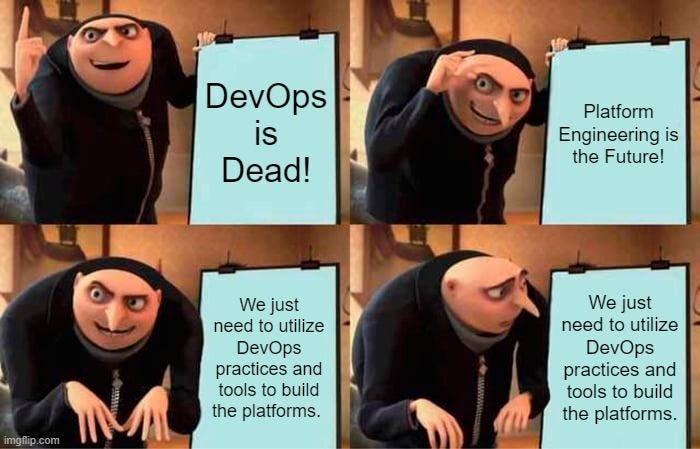 DevOps
is
Dead!
Platform
Engineering is
the Future!
We just
need to utilize
DevOps
practices and
tools to build
the platforms.
We just
need to utilize
DevOps
practices and
tools to build
the platforms.
imgflip.com